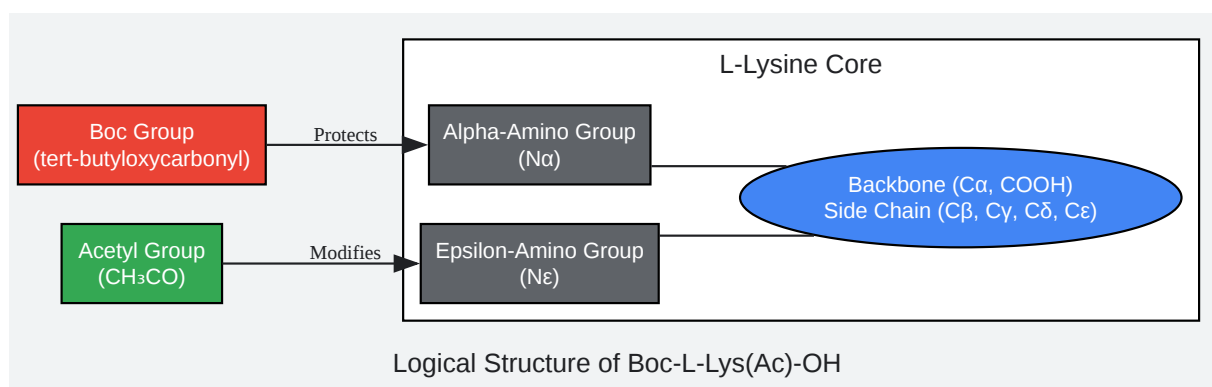 L-Lysine Core
Boc Group
(tert-butyloxycarbonyl)
Protects
Alpha-Amino Group
(Nα)
Backbone (Cα, COOH)
Side Chain (Cβ, Cγ, Cδ, Cε)
Acetyl Group
(CH₃CO)
Modifies
Epsilon-Amino Group
(Nε)
Logical Structure of Boc-L-Lys(Ac)-OH